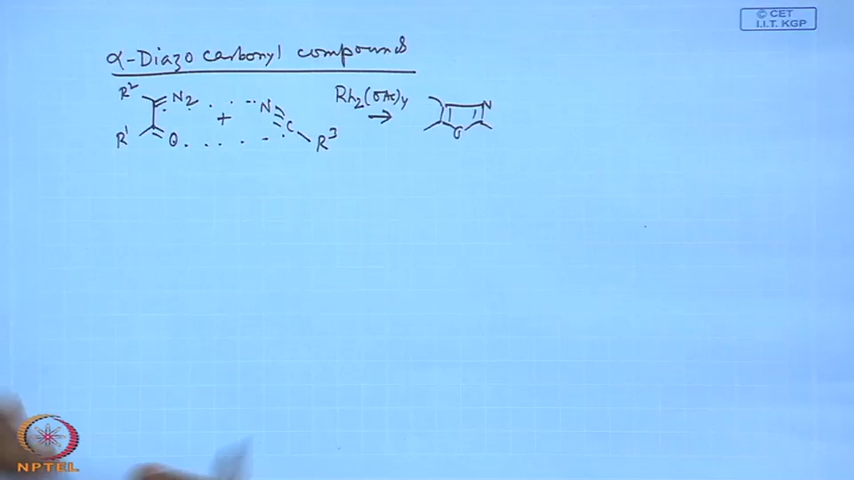 © CET
I.I.T. KGP
α-Diazo carbonyl compounds
R² N₂ N Rh₂(OAc)₄ N
+ C →
R¹ O R³ O
NPTEL